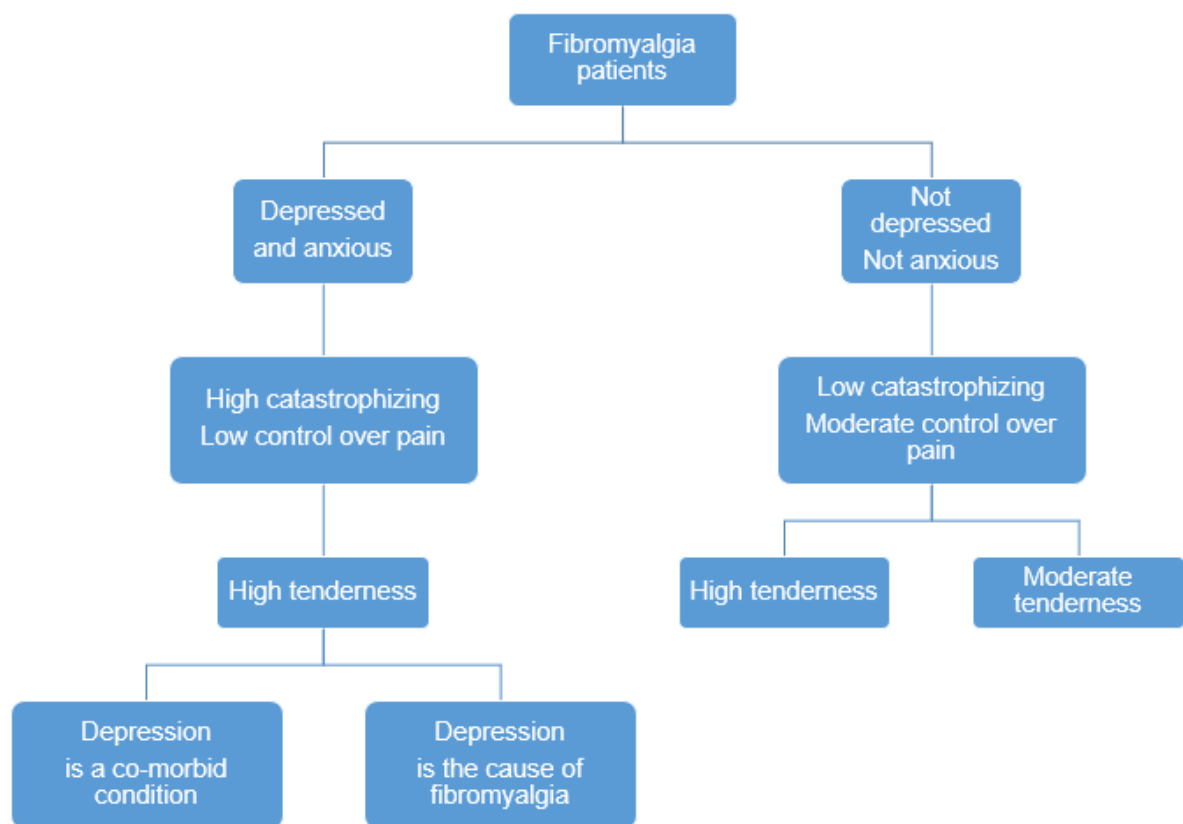 Fibromyalgia
patients
Depressed
and anxious
Not
depressed
Not anxious
High catastrophizing
Low control over pain
Low catastrophizing
Moderate control over
pain
High tenderness
High tenderness
Moderate
tenderness
Depression
is a co-morbid
condition
Depression
is the cause of
fibromyalgia